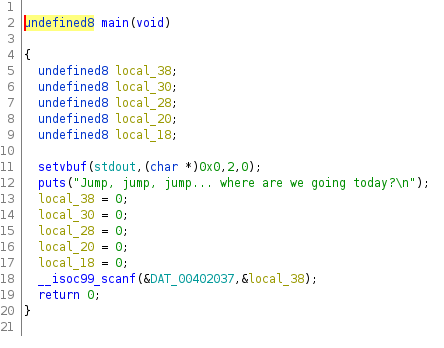 1
2 undefined8 main(void)
3
4 {
5 undefined8 local_38;
6 undefined8 local_30;
7 undefined8 local_28;
8 undefined8 local_20;
9 undefined8 local_18;
10
11 setvbuf(stdout,(char *)0x0,2,0);
12 puts("Jump, jump, jump... where are we going today?\n");
13 local_38 = 0;
14 local_30 = 0;
15 local_28 = 0;
16 local_20 = 0;
17 local_18 = 0;
18 __isoc99_scanf(&DAT_00402037,&local_38);
19 return 0;
20 }
21